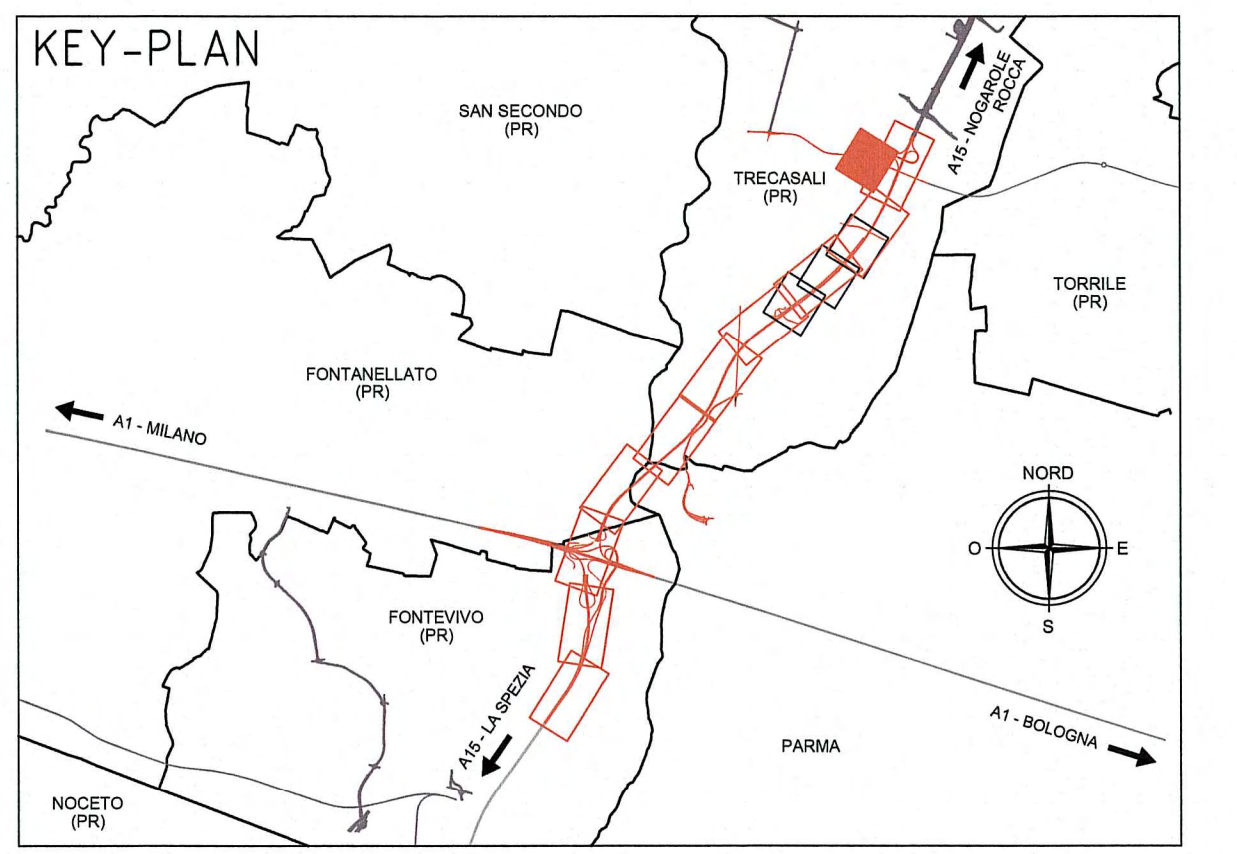 KEY-PLAN
SAN SECONDO
(PR)
A15 - NOGAROLE
ROCCA
TRECASALI
(PR)
TORRILE
(PR)
FONTANELLATO
(PR)
A1 - MILANO
NORD
O
E
S
FONTEVIVO
(PR)
A15 - LA SPEZIA
A1 - BOLOGNA
PARMA
NOCETO
(PR)